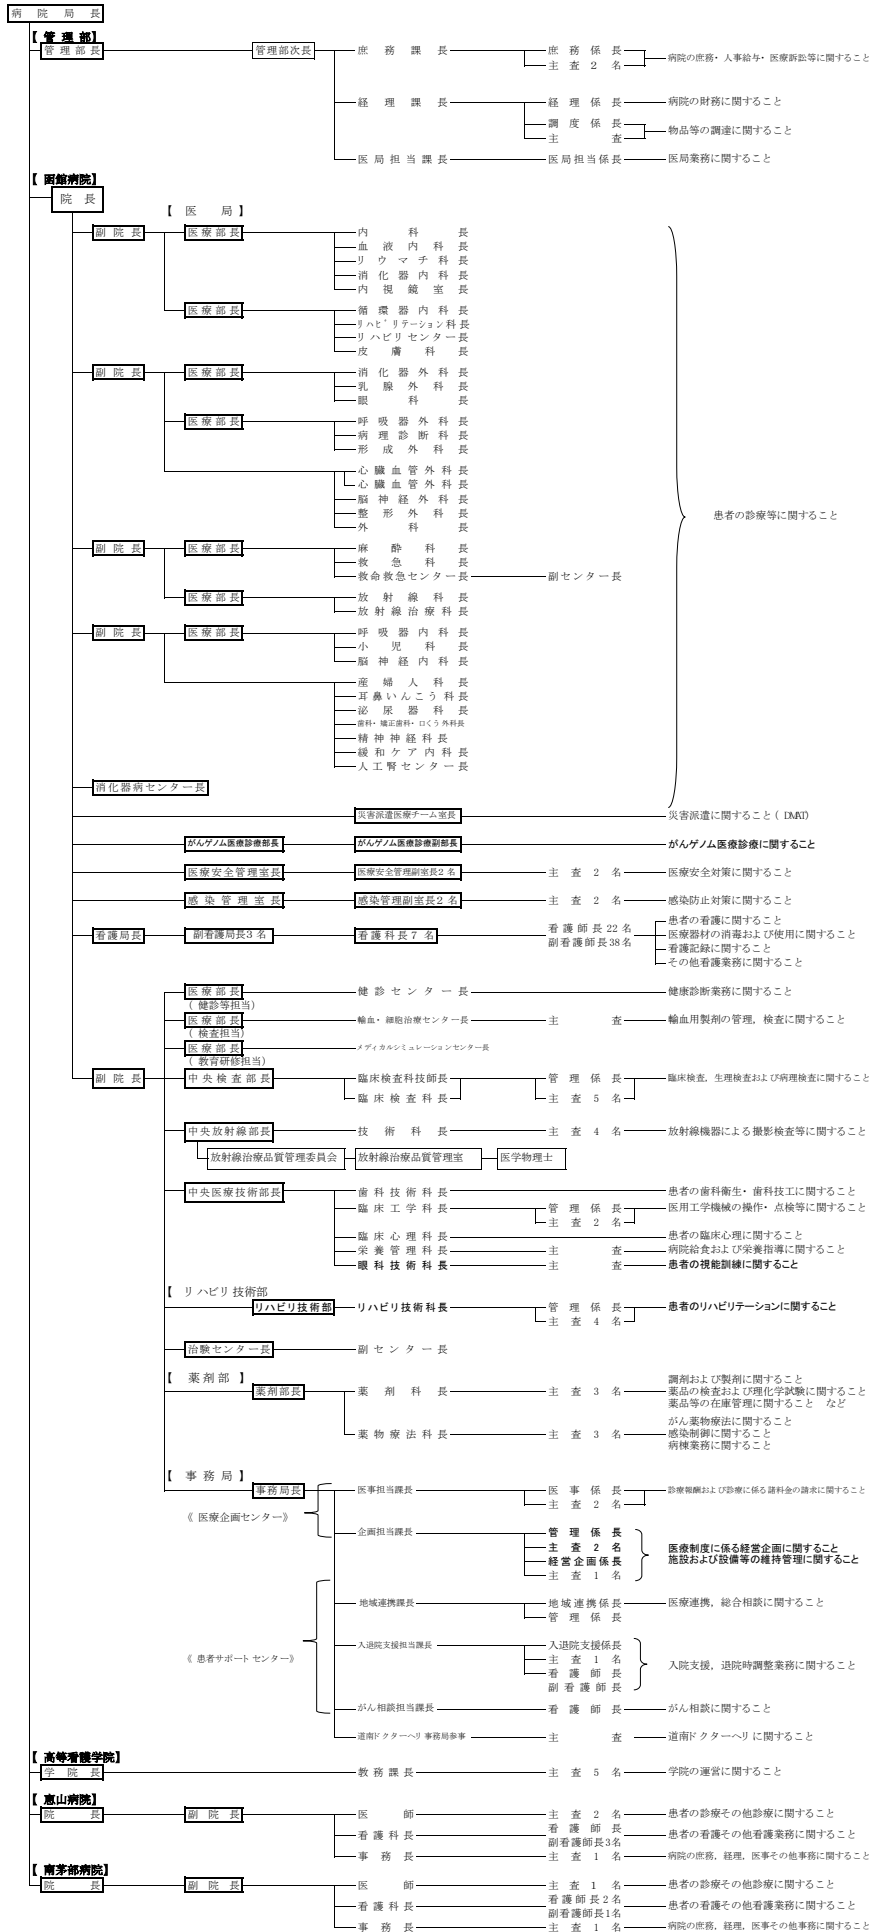 病院局長
【管理部】
管理部長 管理部次長 庶務課長 庶務係長
主査2名
病院の庶務・人事給与・医療訴訟等に関すること
経理課長 経理係長 病院の財務に関すること
調度係長
主査
物品等の調達に関すること
医局担当課長 医局担当係長 医局業務に関すること
【函館病院】
院長
【医局】
副院長 医療部長 内科長
血液内科長
リウマチ科長
消化器内科長
内視鏡室長
医療部長 循環器内科長
リハビリテーション科長
リハビリセンター長
皮膚科長
副院長 医療部長 消化器外科長
乳腺外科長
眼科長
医療部長 呼吸器外科長
病理診断科長
形成外科長
心臓血管外科長
心臓血管外科長
脳神経外科長
整形外科長
外科長
患者の診療等に関すること
副院長 医療部長 麻酔科長
救急科長
救命救急センター長 副センター長
医療部長 放射線科長
放射線治療科長
副院長 医療部長 呼吸器内科長
小児科長
脳神経内科長
産婦人科長
耳鼻いんこう科長
泌尿器科長
歯科・矯正歯科・口くう外科長
精神神経科長
緩和ケア内科長
人工腎センター長
消化器病センター長
災害派遣医療チーム室長 災害派遣に関すること(DMAT)
がんゲノム医療診療部長 がんゲノム医療診療副部長 がんゲノム医療診療に関すること
医療安全管理室長 医療安全管理副室長2名 主査2名 医療安全対策に関すること
感染管理室長 感染管理副室長2名 主査2名 感染防止対策に関すること
看護局長 副看護局長3名 看護科長7名 看護師長22名
副看護師長38名
患者の看護に関すること
医療器材の消毒および使用に関すること
看護記録に関すること
その他看護業務に関すること
医療部長 健診センター長 健康診断業務に関すること
(健診等担当)
医療部長 輸血・細胞治療センター長 主査 輸血用製剤の管理，検査に関すること
(検査担当)
医療部長 メディカルシミュレーションセンター長
(教育研修担当)
副院長 中央検査部長 臨床検査科技師長 管理係長 臨床検査，生理検査および病理検査に関すること
臨床検査科長 主査5名
中央放射線部長 技術科長 主査4名 放射線機器による撮影検査等に関すること
放射線治療品質管理委員会 放射線治療品質管理室 医学物理士
中央医療技術部長 歯科技術科長 患者の歯科衛生・歯科技工に関すること
臨床工学科長 管理係長 医用工学機械の操作・点検等に関すること
主査2名
臨床心理科長 患者の臨床心理に関すること
栄養管理科長 主査 病院給食および栄養指導に関すること
眼科技術科長 主査 患者の視能訓練に関すること
【リハビリ技術部
リハビリ技術部 リハビリ技術科長 管理係長 患者のリハビリテーションに関すること
主査4名
治験センター長 副センター長
【薬剤部】
調剤および製剤に関すること
薬剤部長 薬剤科長 主査3名 薬品の検査および理化学試験に関すること
薬品等の在庫管理に関すること など
がん薬物療法に関すること
薬物療法科長 主査3名 感染制御に関すること
病棟業務に関すること
【事務局】
事務局長 医事担当課長 医事係長 診療報酬および診療に係る諸料金の請求に関すること
主査2名
《医療企画センター》
企画担当課長 管理係長
主査2名
経営企画係長
主査1名
医療制度に係る経営企画に関すること
施設および設備等の維持管理に関すること
地域連携課長 地域連携係長 医療連携，総合相談に関すること
管理係長
《患者サポートセンター》
入退院支援担当課長 入退院支援係長
主査1名
看護師長
副看護師長
入院支援，退院時調整業務に関すること
がん相談担当課長 看護師長 がん相談に関すること
道南ドクターヘリ事務局参事 主査 道南ドクターヘリに関すること
【高等看護学院】
学院長 教務課長 主査5名 学院の運営に関すること
【恵山病院】
院長 副院長 医師 主査2名 患者の診療その他診療に関すること
看護科長 看護師長
副看護師長3名
患者の看護その他看護業務に関すること
事務長 主査1名 病院の庶務，経理，医事その他事務に関すること
【南茅部病院】
院長 副院長 医師 主査1名 患者の診療その他診療に関すること
看護科長 看護師長2名
副看護師長1名
患者の看護その他看護業務に関すること
事務長 主査1名 病院の庶務，経理，医事その他事務に関すること